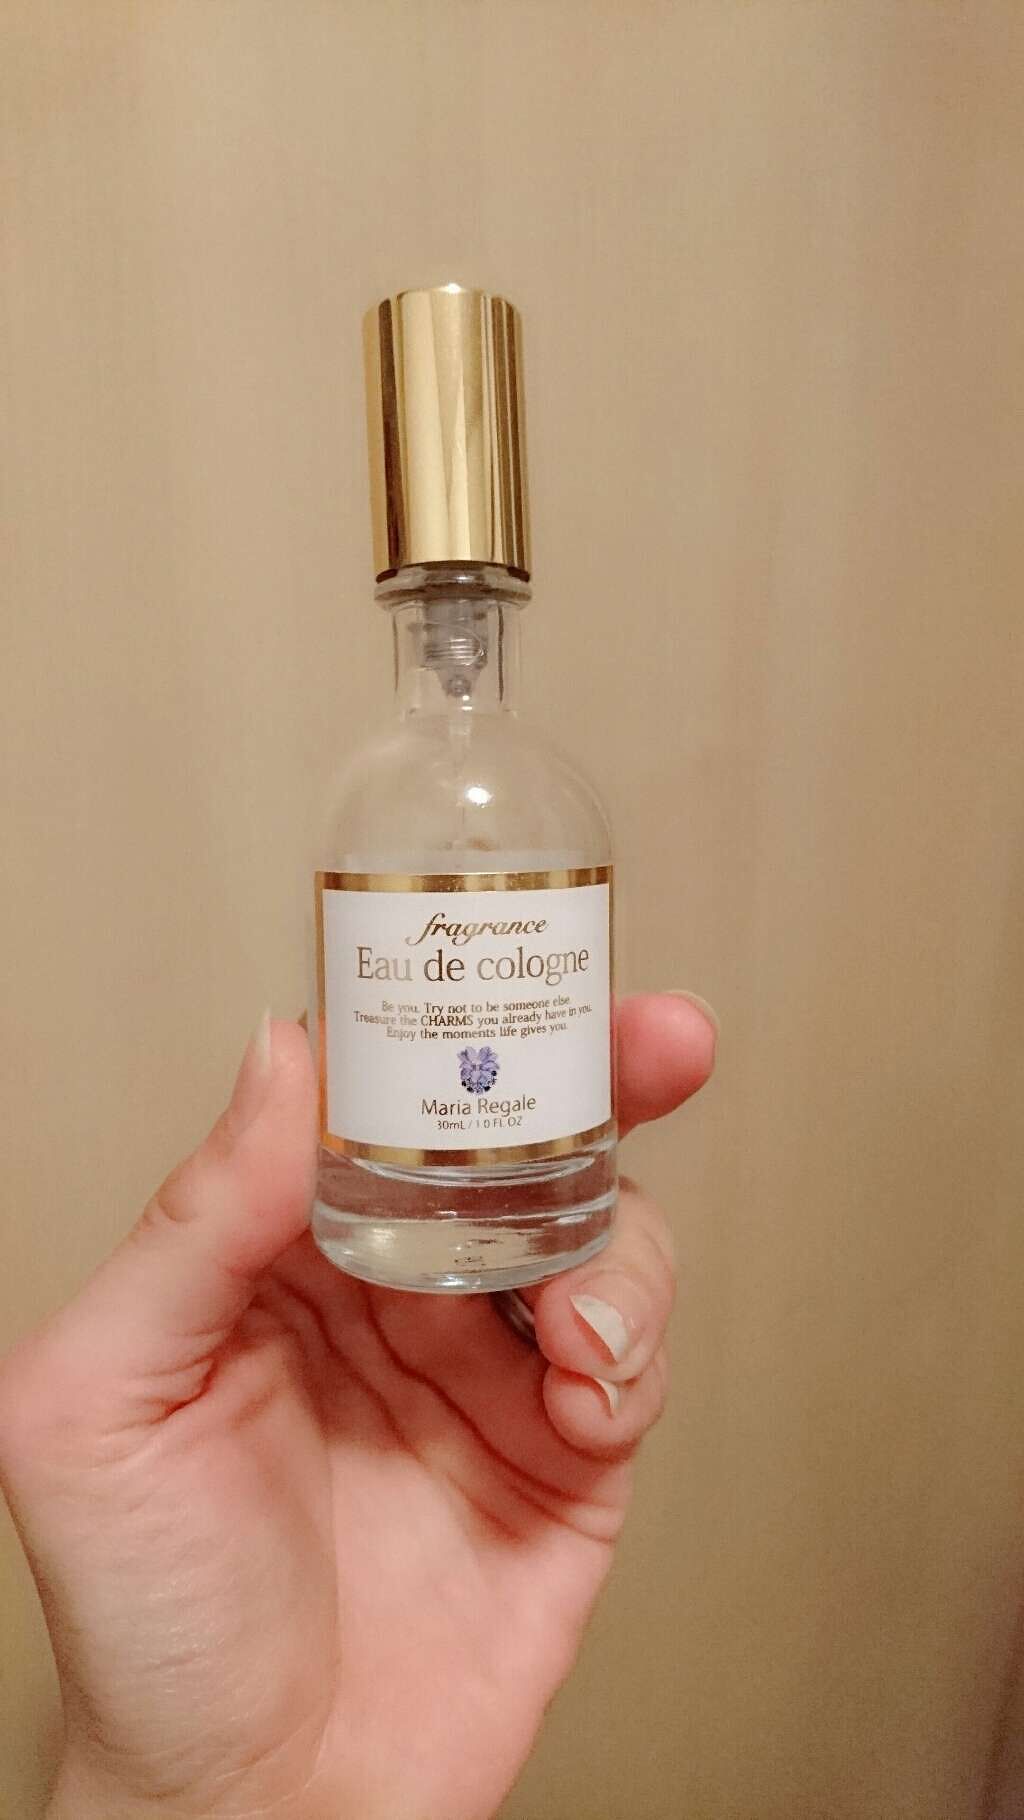 fragrance
Eau de cologne
Be you. Try not to be someone else.
Treasure the CHARMS you already have in you.
Enjoy the moments life gives you.
Maria Regale
30mL / 1.0 FL OZ